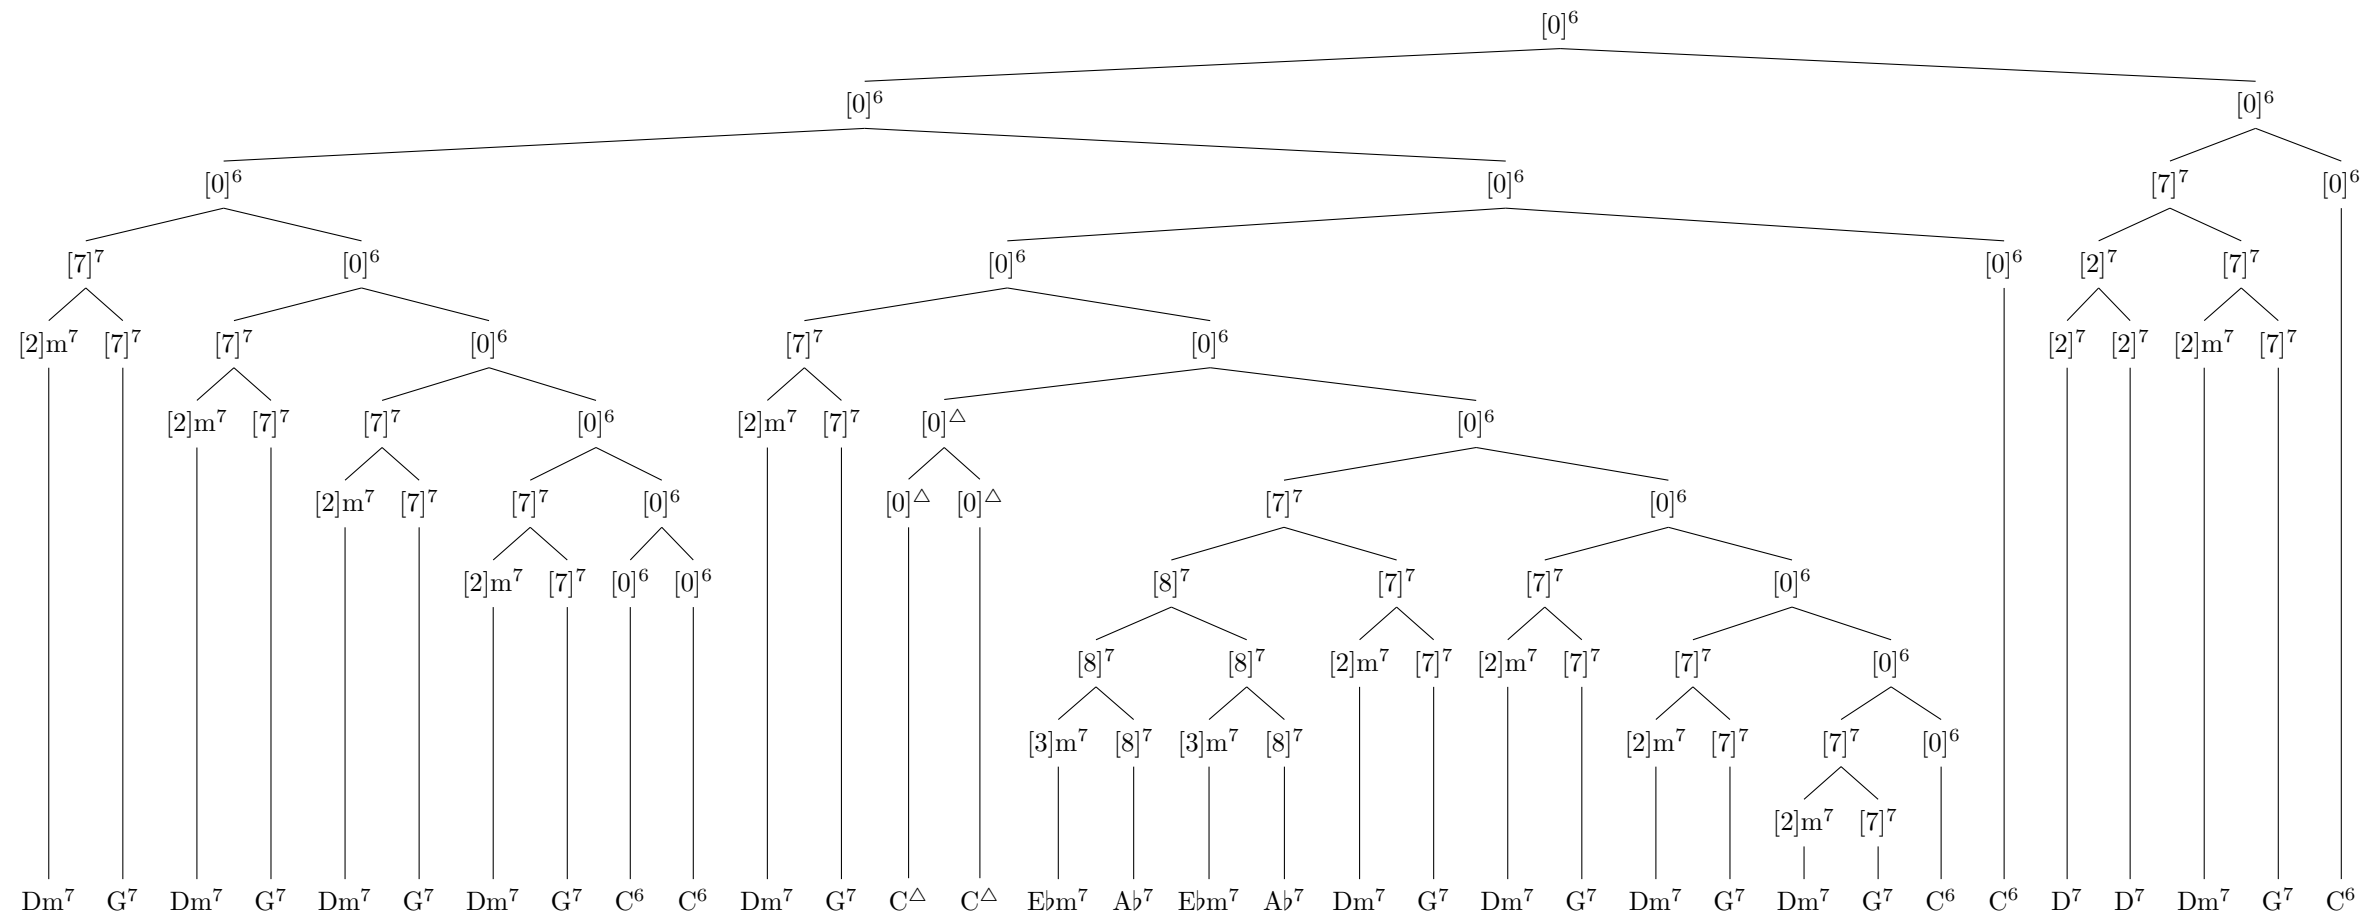 [0]⁶
[0]⁶ [0]⁶
[0]⁶ [0]⁶ [7]⁷ [0]⁶
[7]⁷ [0]⁶ [0]⁶ [0]⁶ [2]⁷ [7]⁷
[2]m⁷ [7]⁷ [7]⁷ [0]⁶ [7]⁷ [0]⁶ [2]⁷ [2]⁷ [2]m⁷ [7]⁷
[2]m⁷ [7]⁷ [7]⁷ [0]⁶ [2]m⁷ [7]⁷ [0]△ [0]⁶
[2]m⁷ [7]⁷ [7]⁷ [0]⁶ [0]△ [0]△ [7]⁷ [0]⁶
[2]m⁷ [7]⁷ [0]⁶ [0]⁶ [8]⁷ [7]⁷ [7]⁷ [0]⁶
[8]⁷ [8]⁷ [2]m⁷ [7]⁷ [2]m⁷ [7]⁷ [7]⁷ [0]⁶
[3]m⁷ [8]⁷ [3]m⁷ [8]⁷ [2]m⁷ [7]⁷ [7]⁷ [0]⁶
[2]m⁷ [7]⁷
Dm⁷ G⁷ Dm⁷ G⁷ Dm⁷ G⁷ Dm⁷ G⁷ C⁶ C⁶ Dm⁷ G⁷ C△ C△ E♭m⁷ A♭⁷ E♭m⁷ A♭⁷ Dm⁷ G⁷ Dm⁷ G⁷ Dm⁷ G⁷ Dm⁷ G⁷ C⁶ C⁶ D⁷ D⁷ Dm⁷ G⁷ C⁶